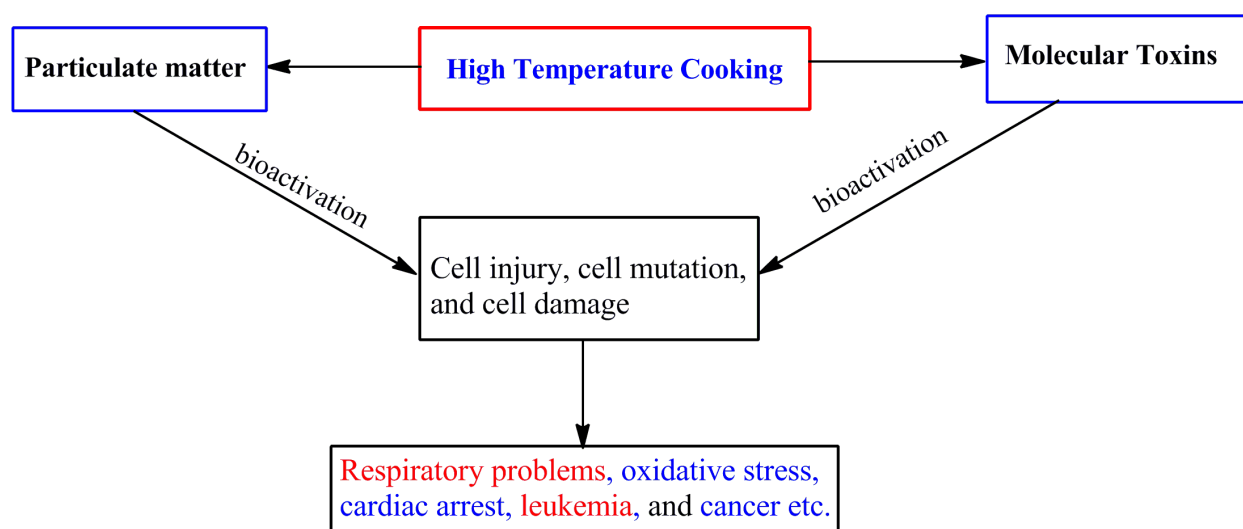 Particulate matter
High Temperature Cooking
Molecular Toxins
bioactivation
bioactivation
Cell injury, cell mutation,
and cell damage
Respiratory problems, oxidative stress,
cardiac arrest, leukemia, and cancer etc.